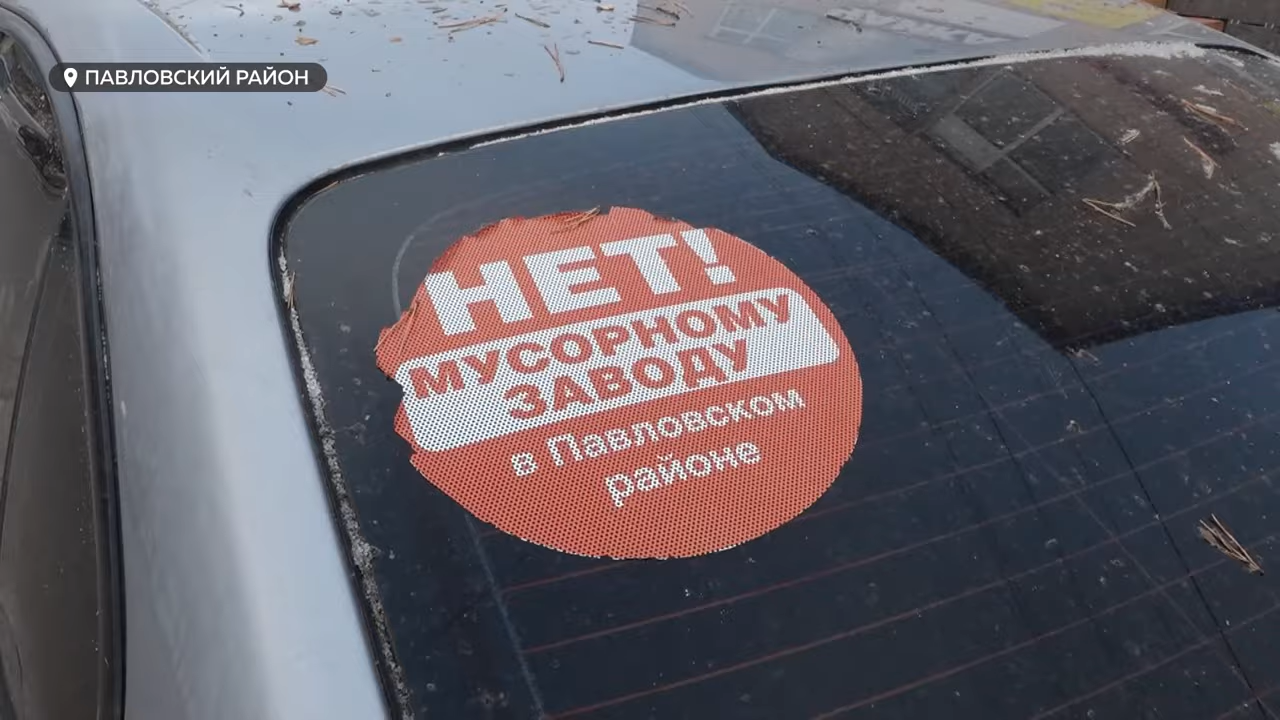 ПАВЛОВСКИЙ РАЙОН
НЕТ!
МУСОРНОМУ
ЗАВОДУ
в Павловском
районе